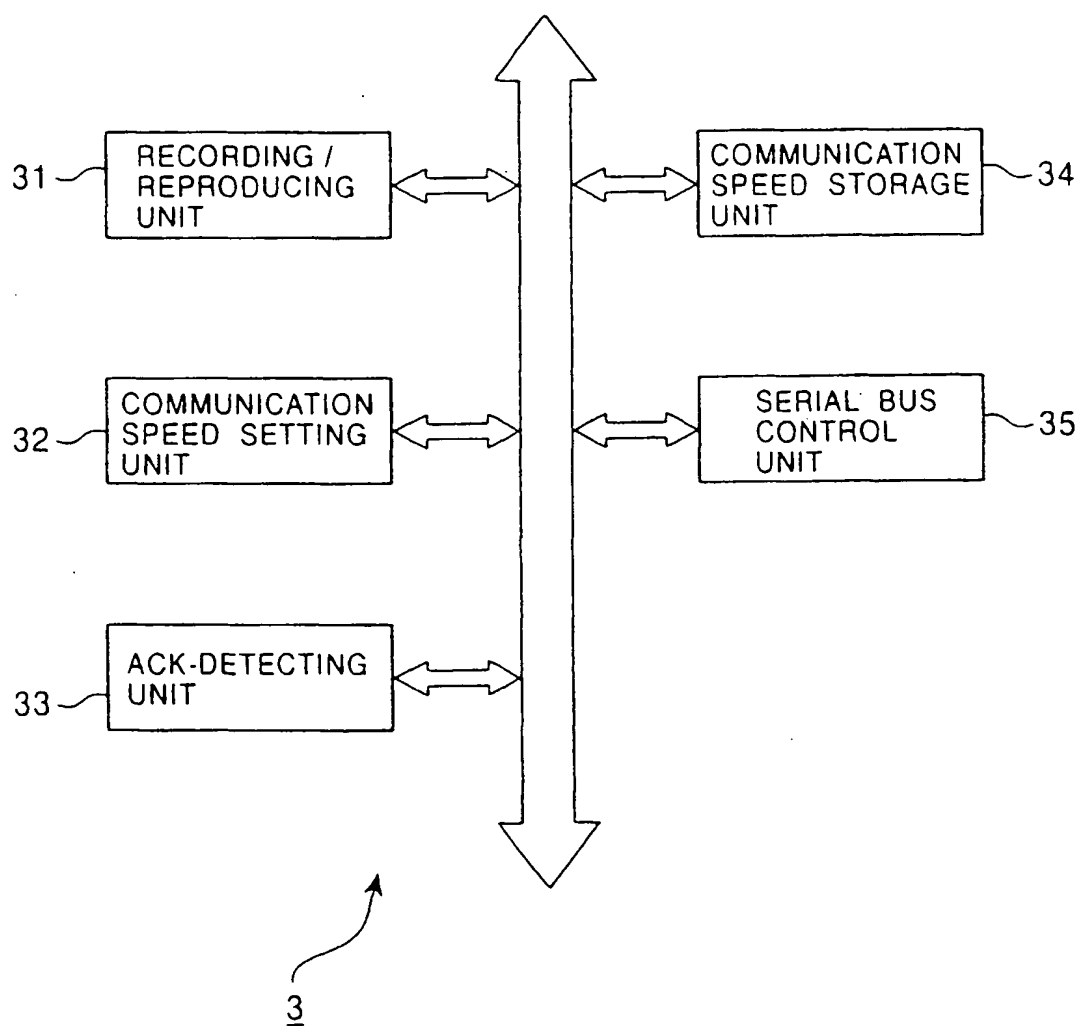 31
RECORDING /
REPRODUCING
UNIT
COMMUNICATION
SPEED STORAGE
UNIT
34
32
COMMUNICATION
SPEED SETTING
UNIT
SERIAL BUS
CONTROL
UNIT
35
33
ACK-DETECTING
UNIT
3